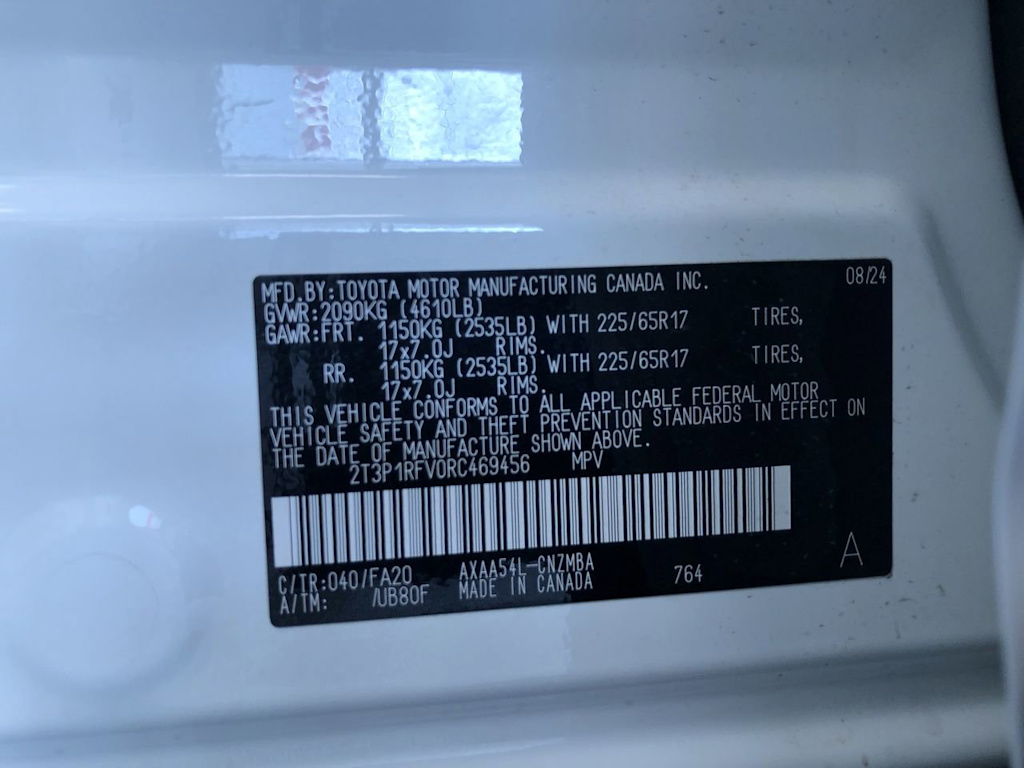 MFD.BY:TOYOTA MOTOR MANUFACTURING CANADA INC. 08/24
GVWR:2090KG (4610LB)
GAWR:FRT. 1150KG (2535LB) WITH 225/65R17 TIRES,
17x7.0J RIMS.
RR. 1150KG (2535LB) WITH 225/65R17 TIRES,
17x7.0J RIMS.
THIS VEHICLE CONFORMS TO ALL APPLICABLE FEDERAL MOTOR
VEHICLE SAFETY AND THEFT PREVENTION STANDARDS IN EFFECT ON
THE DATE OF MANUFACTURE SHOWN ABOVE.
2T3P1RFV0RC469456 MPV
C/TR:040/FA20 AXAA54L-CNZMBA 764 A
A/TM: /UB80F MADE IN CANADA